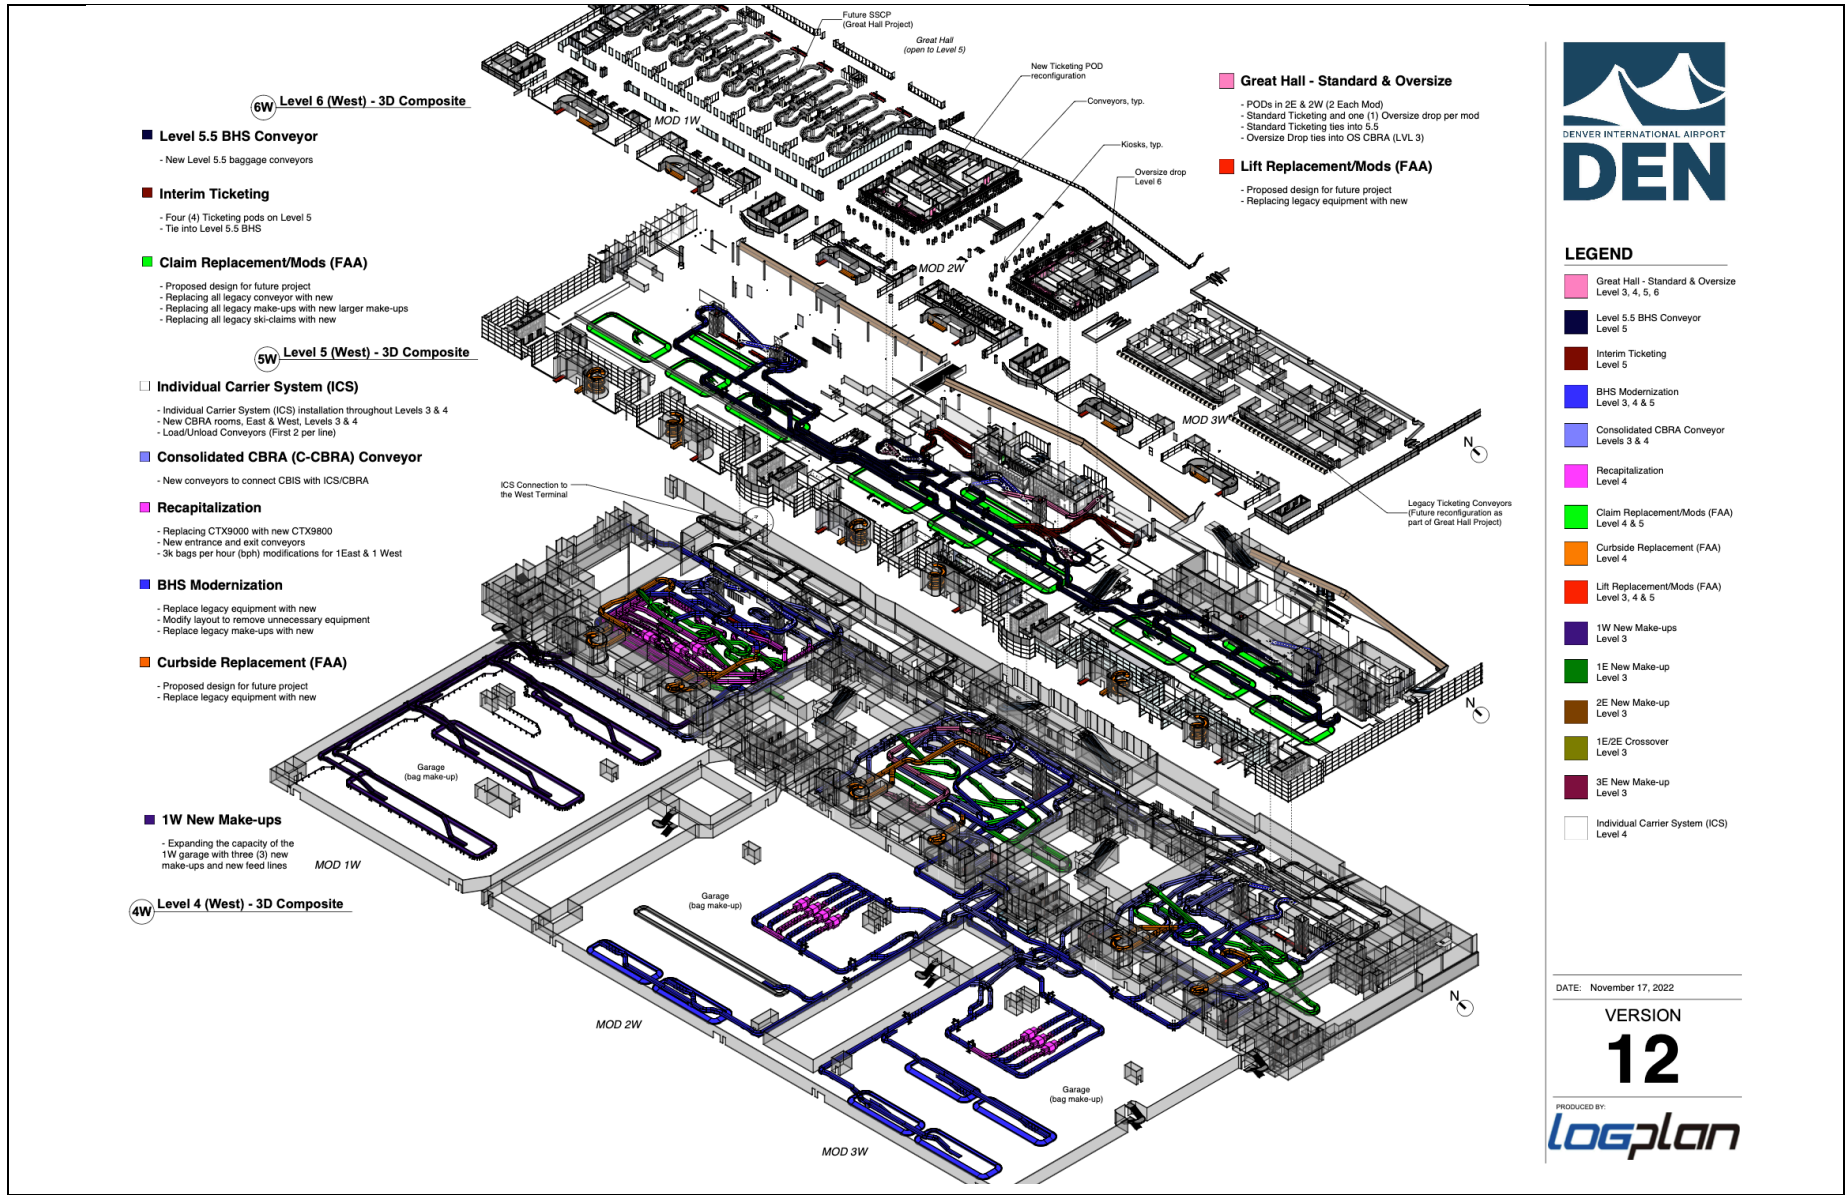 Future SSCP
(Great Hall Project)
Great Hall
(open to Level 5)
New Ticketing POD
reconfiguration
Conveyors, typ.
Kiosks, typ.
Oversize drop
Level 6
MOD 1W
MOD 2W
MOD 3W
6W Level 6 (West) - 3D Composite
Level 5.5 BHS Conveyor
- New Level 5.5 baggage conveyors
Interim Ticketing
- Four (4) Ticketing pods on Level 5
- Tie into Level 5.5 BHS
Claim Replacement/Mods (FAA)
- Proposed design for future project
- Replacing all legacy conveyor with new
- Replacing all legacy make-ups with new larger make-ups
- Replacing all legacy ski-claims with new
5W Level 5 (West) - 3D Composite
Individual Carrier System (ICS)
- Individual Carrier System (ICS) installation throughout Levels 3 & 4
- New CBRA rooms, East & West, Levels 3 & 4
- Load/Unload Conveyors (First 2 per line)
Consolidated CBRA (C-CBRA) Conveyor
- New conveyors to connect CBIS with ICS/CBRA
Recapitalization
- Replacing CTX9000 with new CTX9800
- New entrance and exit conveyors
- 3k bags per hour (bph) modifications for 1East & 1 West
BHS Modernization
- Replace legacy equipment with new
- Modify layout to remove unnecessary equipment
- Replace legacy make-ups with new
Curbside Replacement (FAA)
- Proposed design for future project
- Replace legacy equipment with new
1W New Make-ups
- Expanding the capacity of the
1W garage with three (3) new
make-ups and new feed lines
4W Level 4 (West) - 3D Composite
ICS Connection to
the West Terminal
Garage
(bag make-up)
MOD 1W
Garage
(bag make-up)
MOD 2W
Garage
(bag make-up)
MOD 3W
Great Hall - Standard & Oversize
- PODs in 2E & 2W (2 Each Mod)
- Standard Ticketing and one (1) Oversize drop per mod
- Standard Ticketing ties into 5.5
- Oversize Drop ties into OS CBRA (LVL 3)
Lift Replacement/Mods (FAA)
- Proposed design for future project
- Replacing legacy equipment with new
Legacy Ticketing Conveyors
(Future reconfiguration as
part of Great Hall Project)
N
N
N
DENVER INTERNATIONAL AIRPORT
DEN
LEGEND
Great Hall - Standard & Oversize
Level 3, 4, 5, 6
Level 5.5 BHS Conveyor
Level 5
Interim Ticketing
Level 5
BHS Modernization
Level 3, 4 & 5
Consolidated CBRA Conveyor
Levels 3 & 4
Recapitalization
Level 4
Claim Replacement/Mods (FAA)
Level 4 & 5
Curbside Replacement (FAA)
Level 4
Lift Replacement/Mods (FAA)
Level 3, 4 & 5
1W New Make-ups
Level 3
1E New Make-up
Level 3
2E New Make-up
Level 3
1E/2E Crossover
Level 3
3E New Make-up
Level 3
Individual Carrier System (ICS)
Level 4
DATE: November 17, 2022
VERSION
12
PRODUCED BY:
logplan